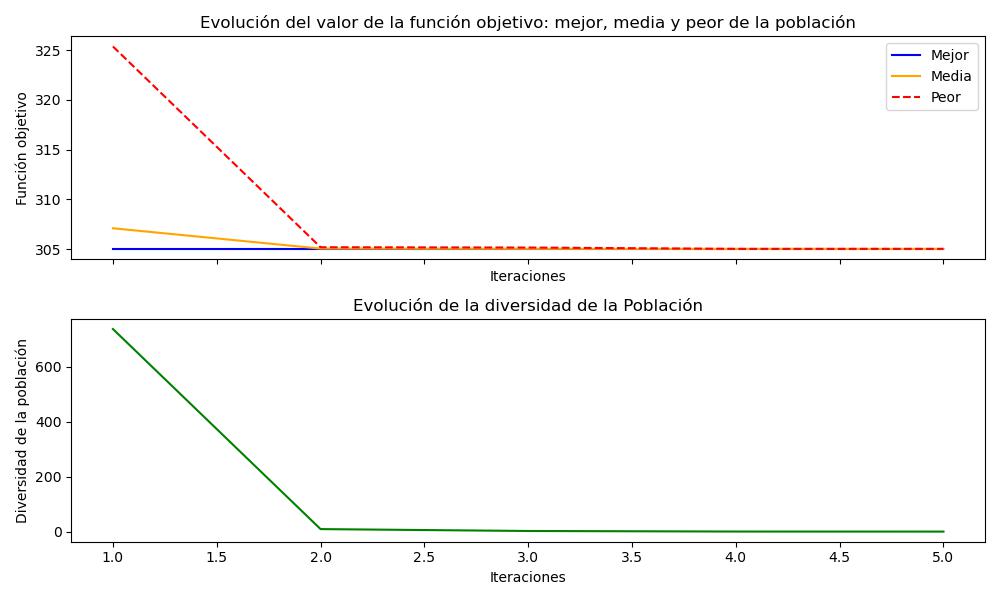 Evolución del valor de la función objetivo: mejor, media y peor de la población
Función objetivo
325
320
315
310
305
Mejor
Media
Peor
Iteraciones
Evolución de la diversidad de la Población
Diversidad de la población
600
400
200
0
1.0 1.5 2.0 2.5 3.0 3.5 4.0 4.5 5.0
Iteraciones